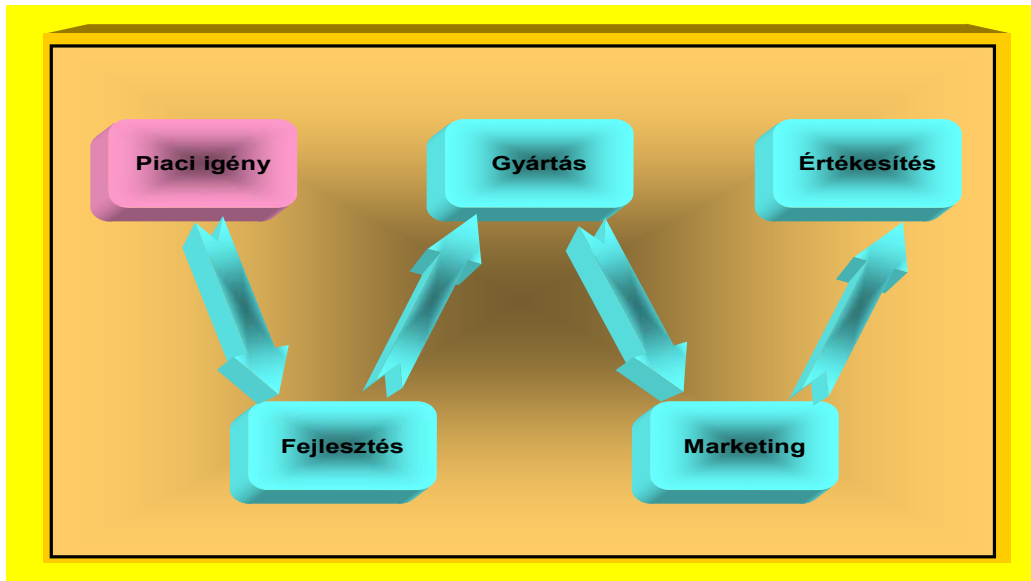 Piaci igény
Gyártás
Értékesítés
Fejlesztés
Marketing